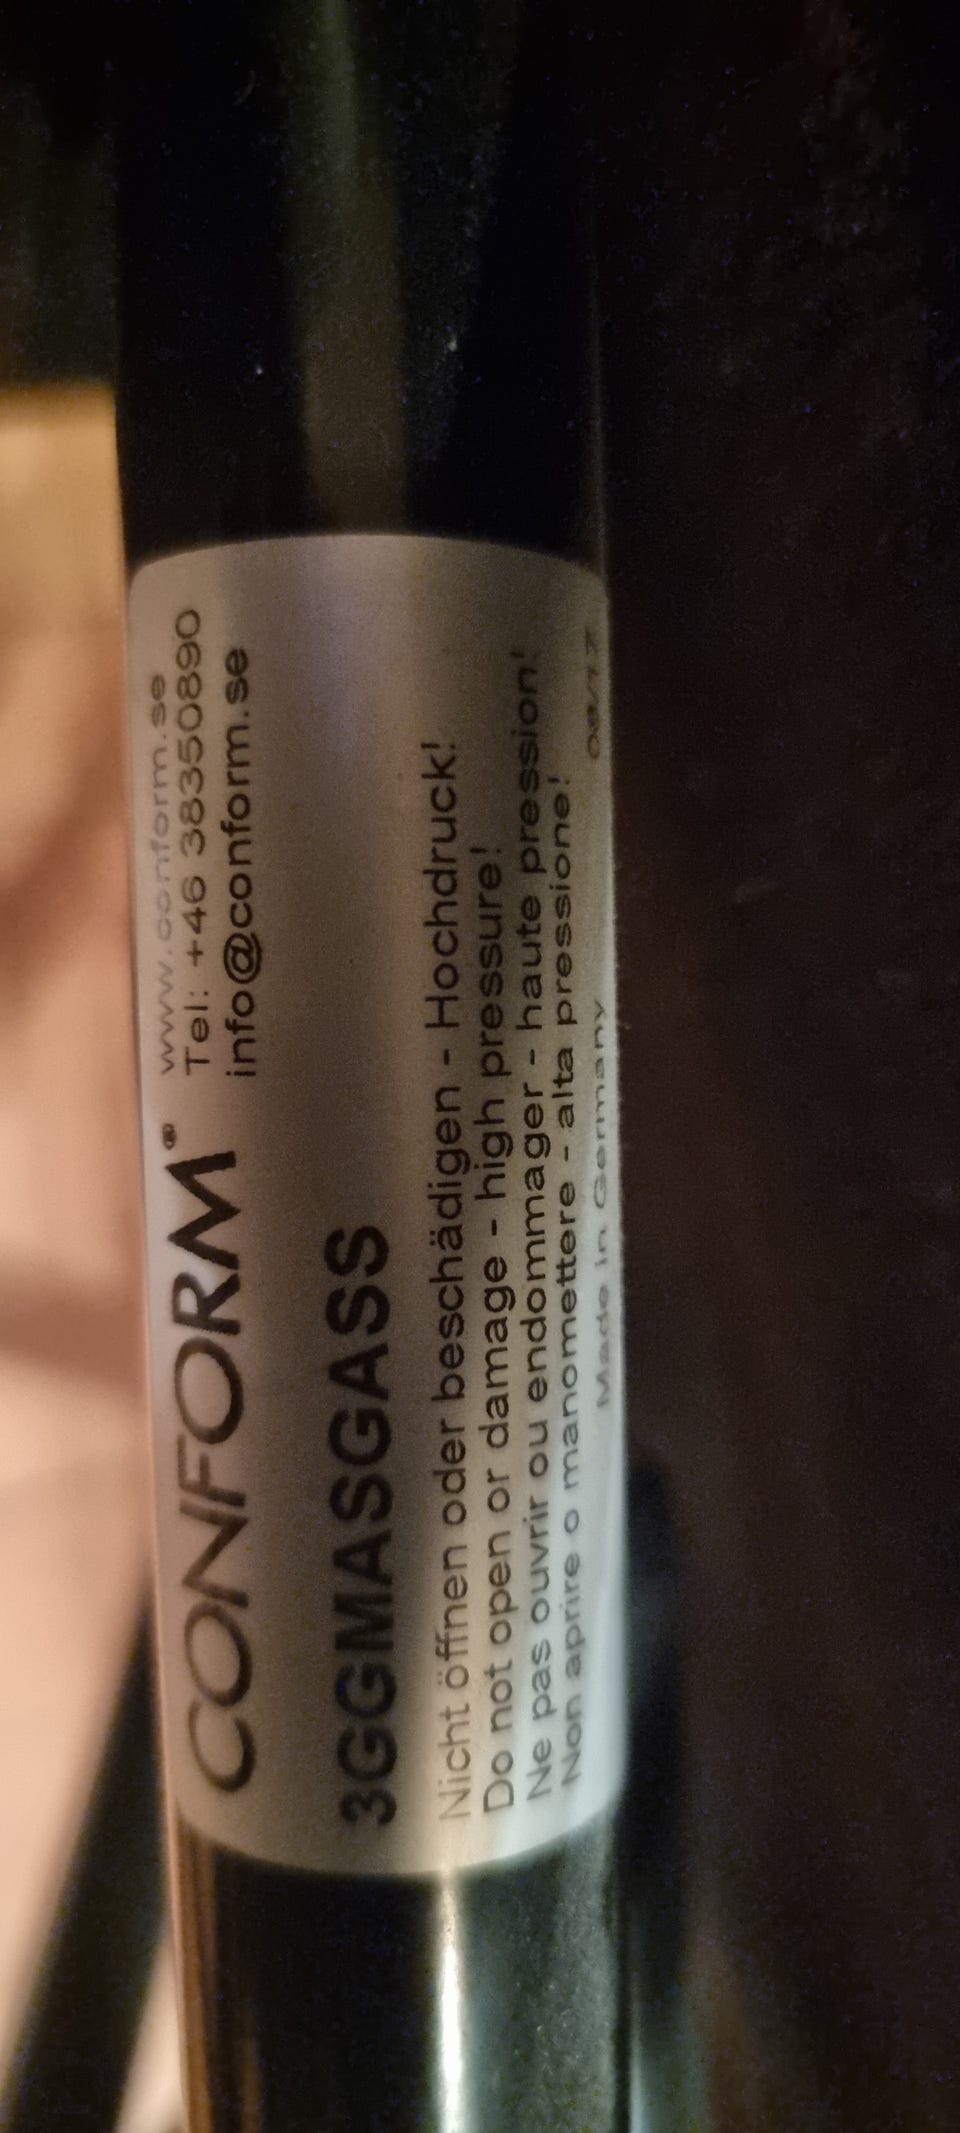 CONFORM®
www.conform.se
Tel: +46 38350890
info@conform.se
3GGMASGASS
Nicht öffnen oder beschädigen - Hochdruck!
Do not open or damage - high pressure!
Ne pas ouvrir ou endommager - haute pression!
Non aprire o manomettere - alta pressione!
Made in Germany